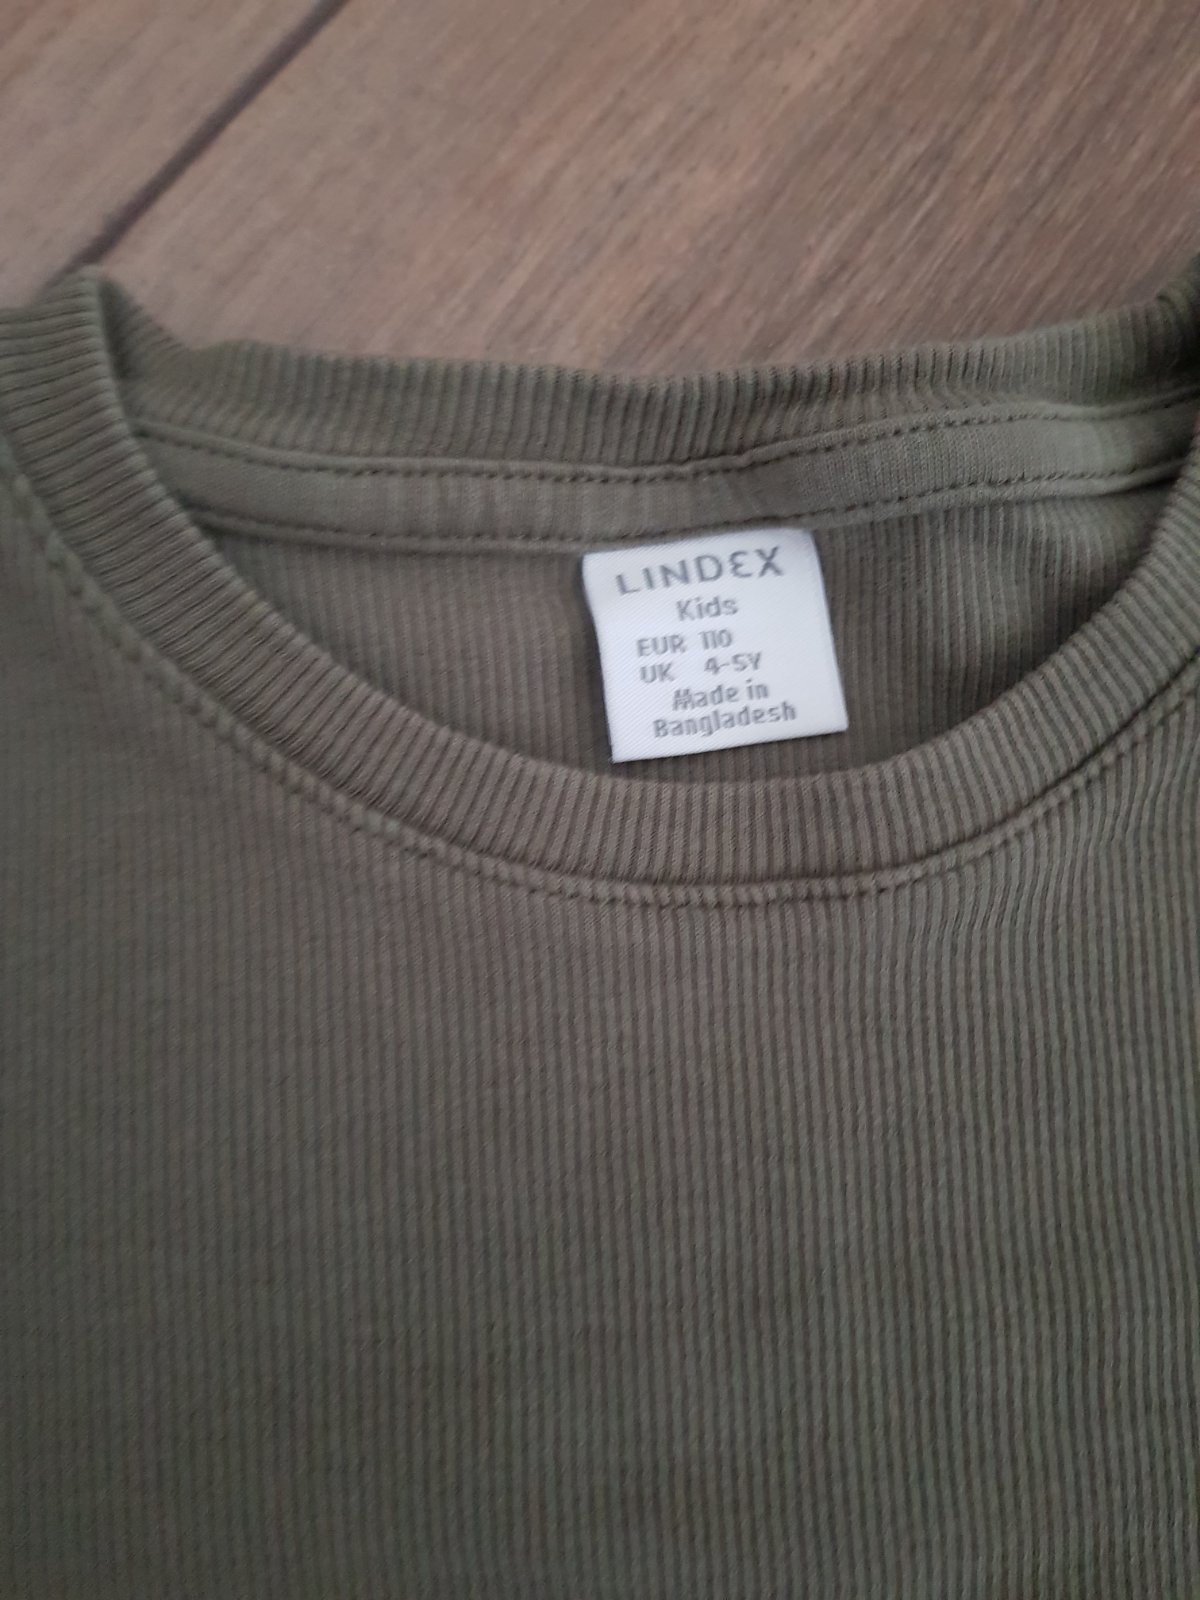 LINDEX
Kids
EUR 110
UK 4-5Y
Made in
Bangladesh